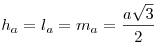 h_a = l_a = m_a = \frac{a\sqrt{3}}{2}